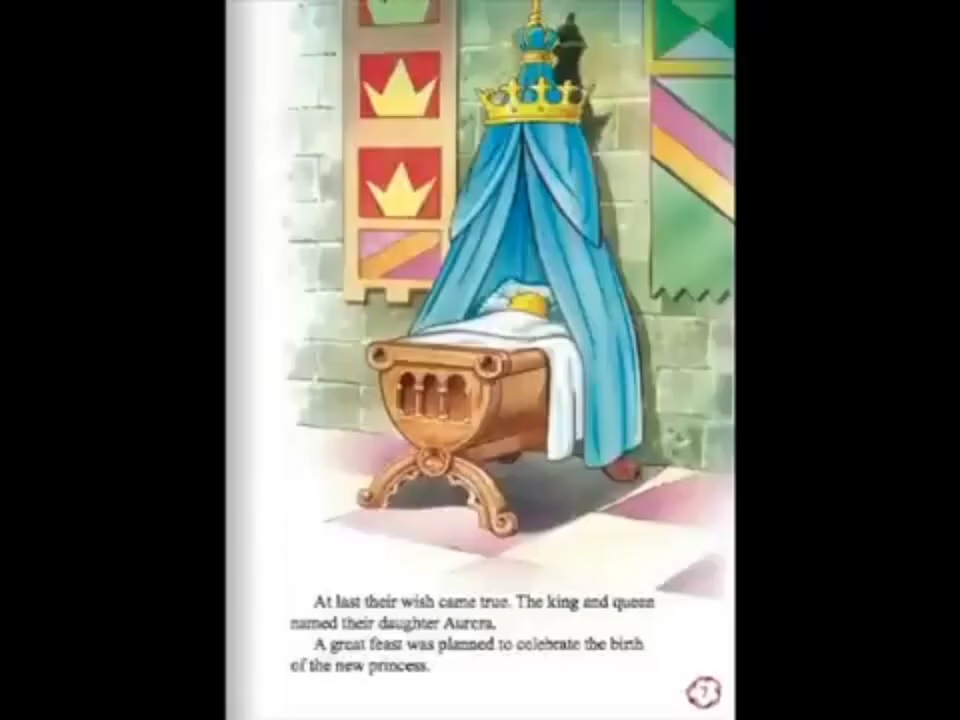 At last their wish came true. The king and queen
named their daughter Aurora.
A great feast was planned to celebrate the birth
of the new princess.
7